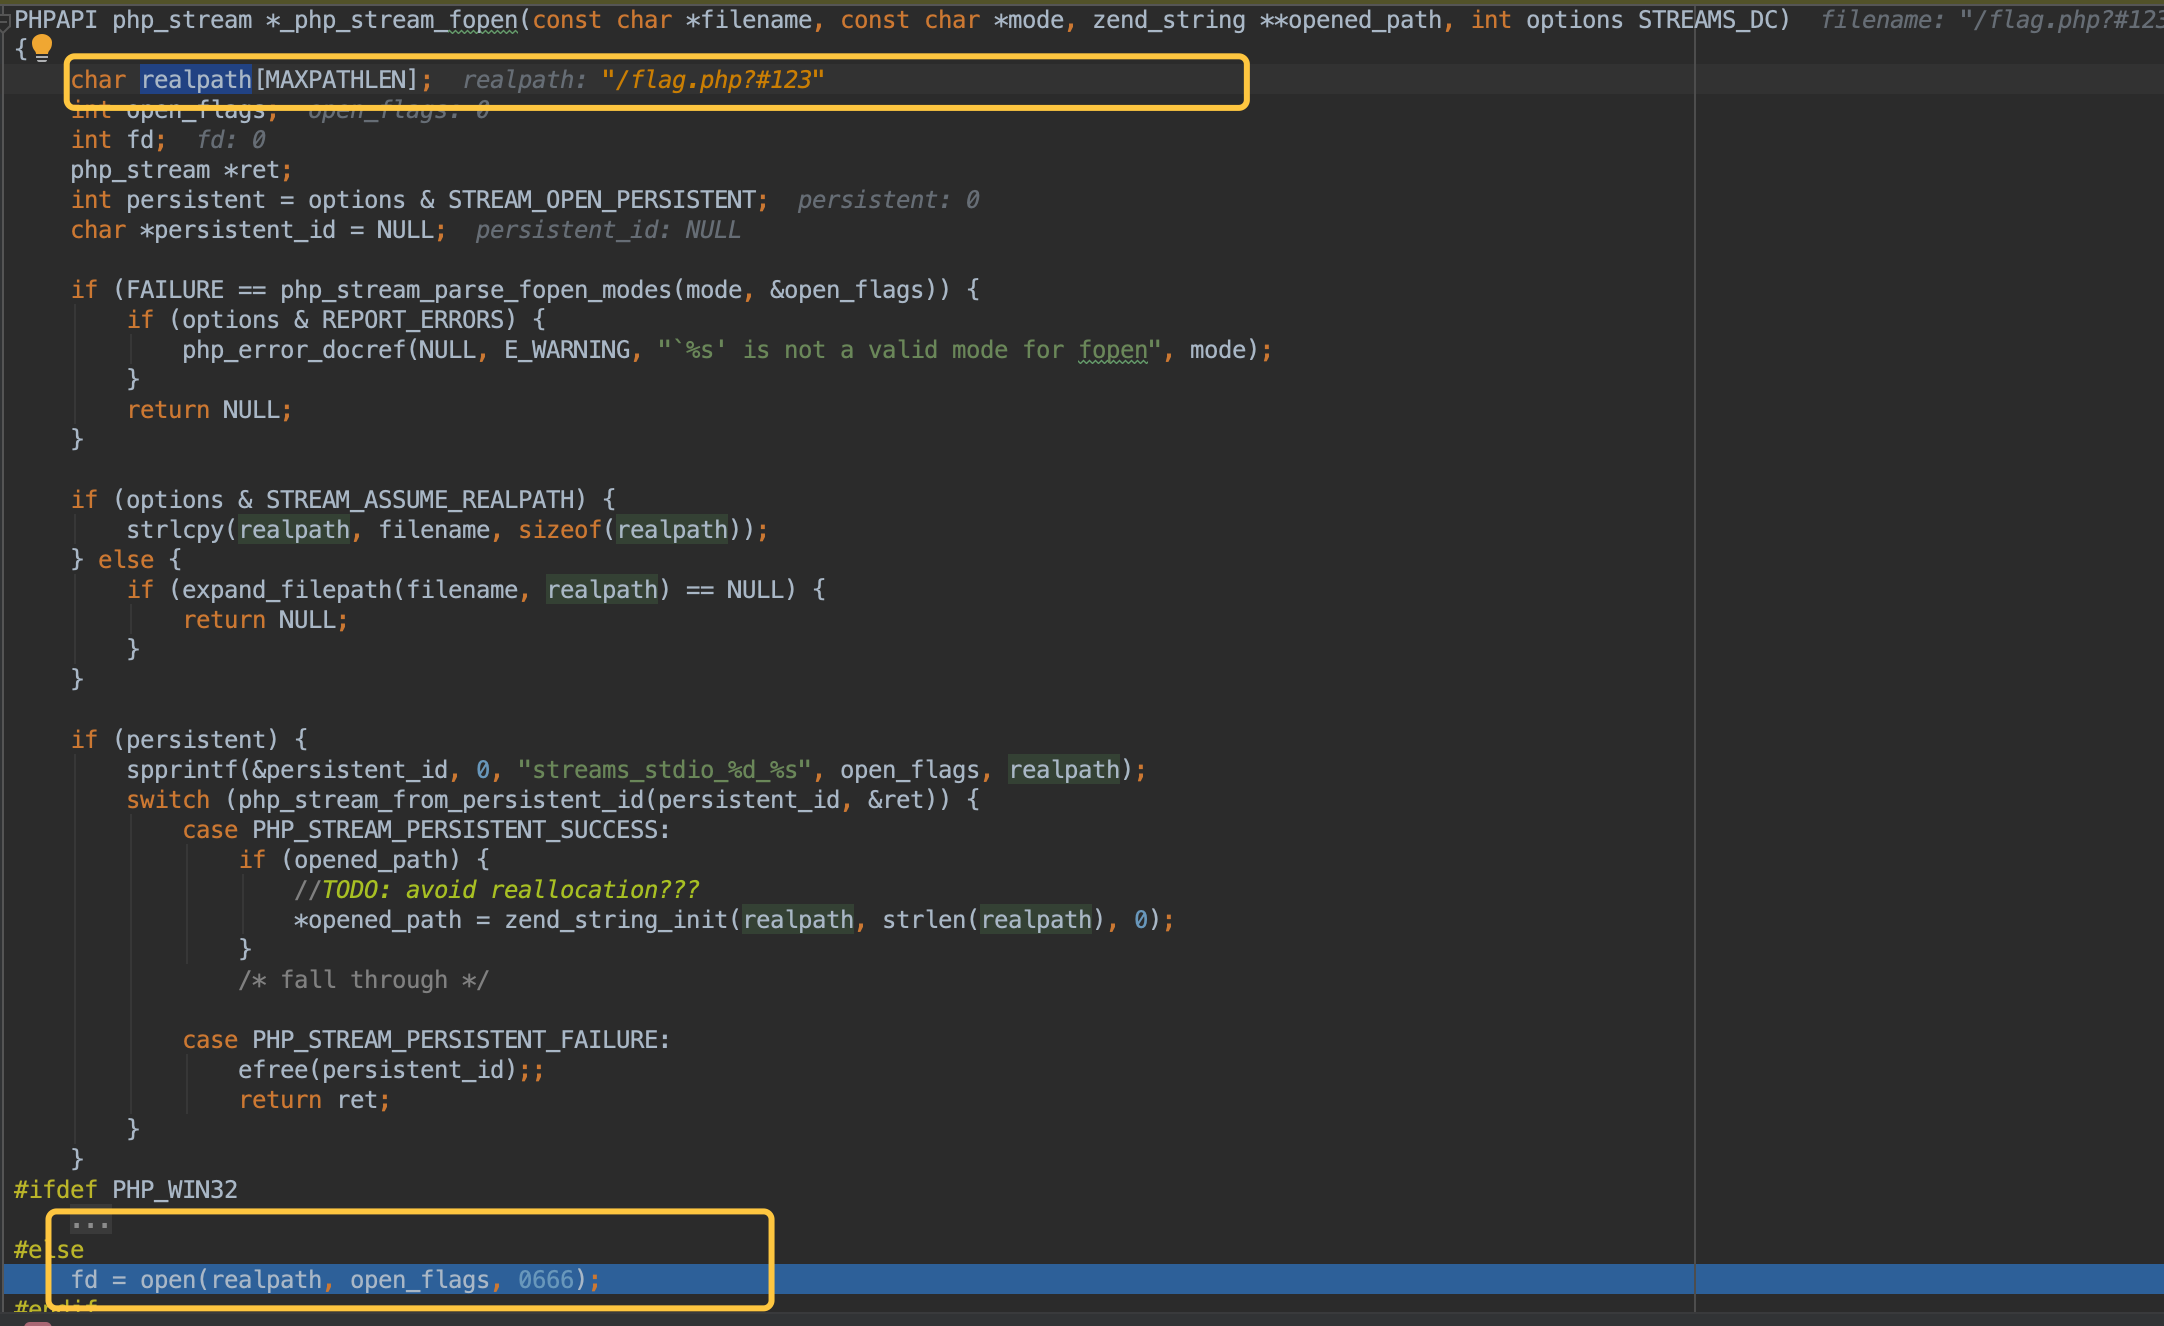 PHPAPI php_stream *_php_stream_fopen(const char *filename, const char *mode, zend_string **opened_path, int options STREAMS_DC)  filename: "/flag.php?#123
{
    char realpath[MAXPATHLEN];  realpath: "/flag.php?#123"
    int open_flags;  open_flags: 0
    int fd;  fd: 0
    php_stream *ret;
    int persistent = options & STREAM_OPEN_PERSISTENT;  persistent: 0
    char *persistent_id = NULL;  persistent_id: NULL
    if (FAILURE == php_stream_parse_fopen_modes(mode, &open_flags)) {
        if (options & REPORT_ERRORS) {
            php_error_docref(NULL, E_WARNING, "`%s' is not a valid mode for fopen", mode);
        }
        return NULL;
    }
    if (options & STREAM_ASSUME_REALPATH) {
        strlcpy(realpath, filename, sizeof(realpath));
    } else {
        if (expand_filepath(filename, realpath) == NULL) {
            return NULL;
        }
    }
    if (persistent) {
        spprintf(&persistent_id, 0, "streams_stdio_%d_%s", open_flags, realpath);
        switch (php_stream_from_persistent_id(persistent_id, &ret)) {
            case PHP_STREAM_PERSISTENT_SUCCESS:
                if (opened_path) {
                    //TODO: avoid reallocation???
                    *opened_path = zend_string_init(realpath, strlen(realpath), 0);
                }
                /* fall through */
            case PHP_STREAM_PERSISTENT_FAILURE:
                efree(persistent_id);;
                return ret;
        }
    }
#ifdef PHP_WIN32
    ...
#else
    fd = open(realpath, open_flags, 0666);
#endif